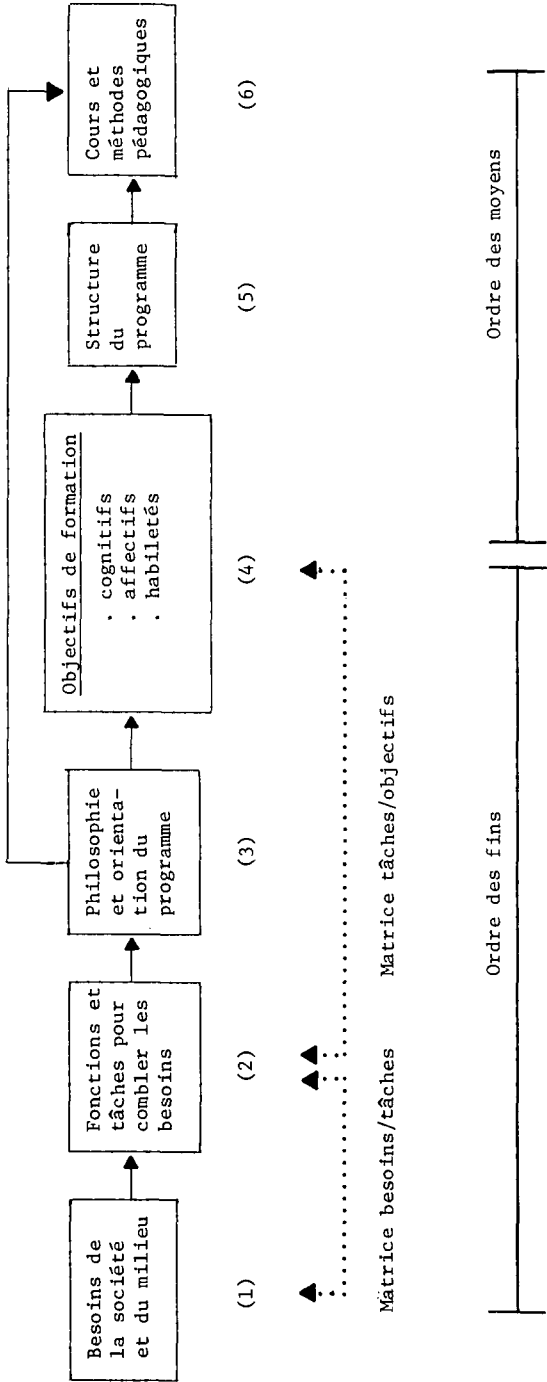 Besoins de
la société
et du milieu
(1)
Fonctions et
tâches pour
combler les
besoins
(2)
Philosophie
et orienta-
tion du
programme
(3)
Objectifs de formation
. cognitifs
. affectifs
. habiletés
(4)
Structure
du
programme
(5)
Cours et
méthodes
pédagogiques
(6)
Matrice besoins/tâches
Matrice tâches/objectifs
Ordre des fins
Ordre des moyens